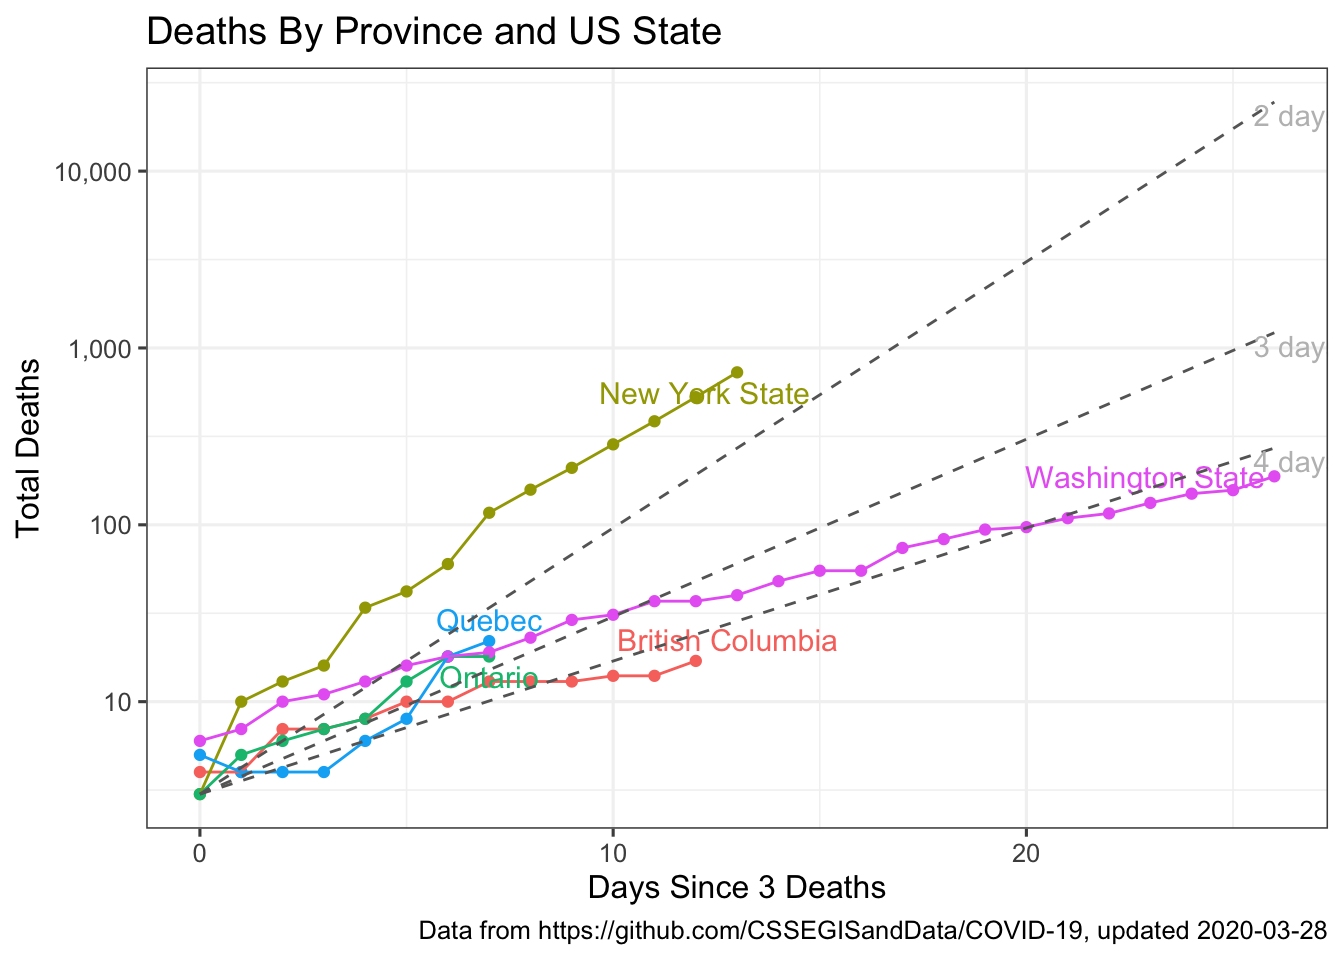 Deaths By Province and US State
Total Deaths
10,000
1,000
100
10
2 day
3 day
New York State
4 day
Washington State
Quebec
British Columbia
Ontario
0
10
20
Days Since 3 Deaths
Data from https://github.com/CSSEGISandData/COVID-19, updated 2020-03-28